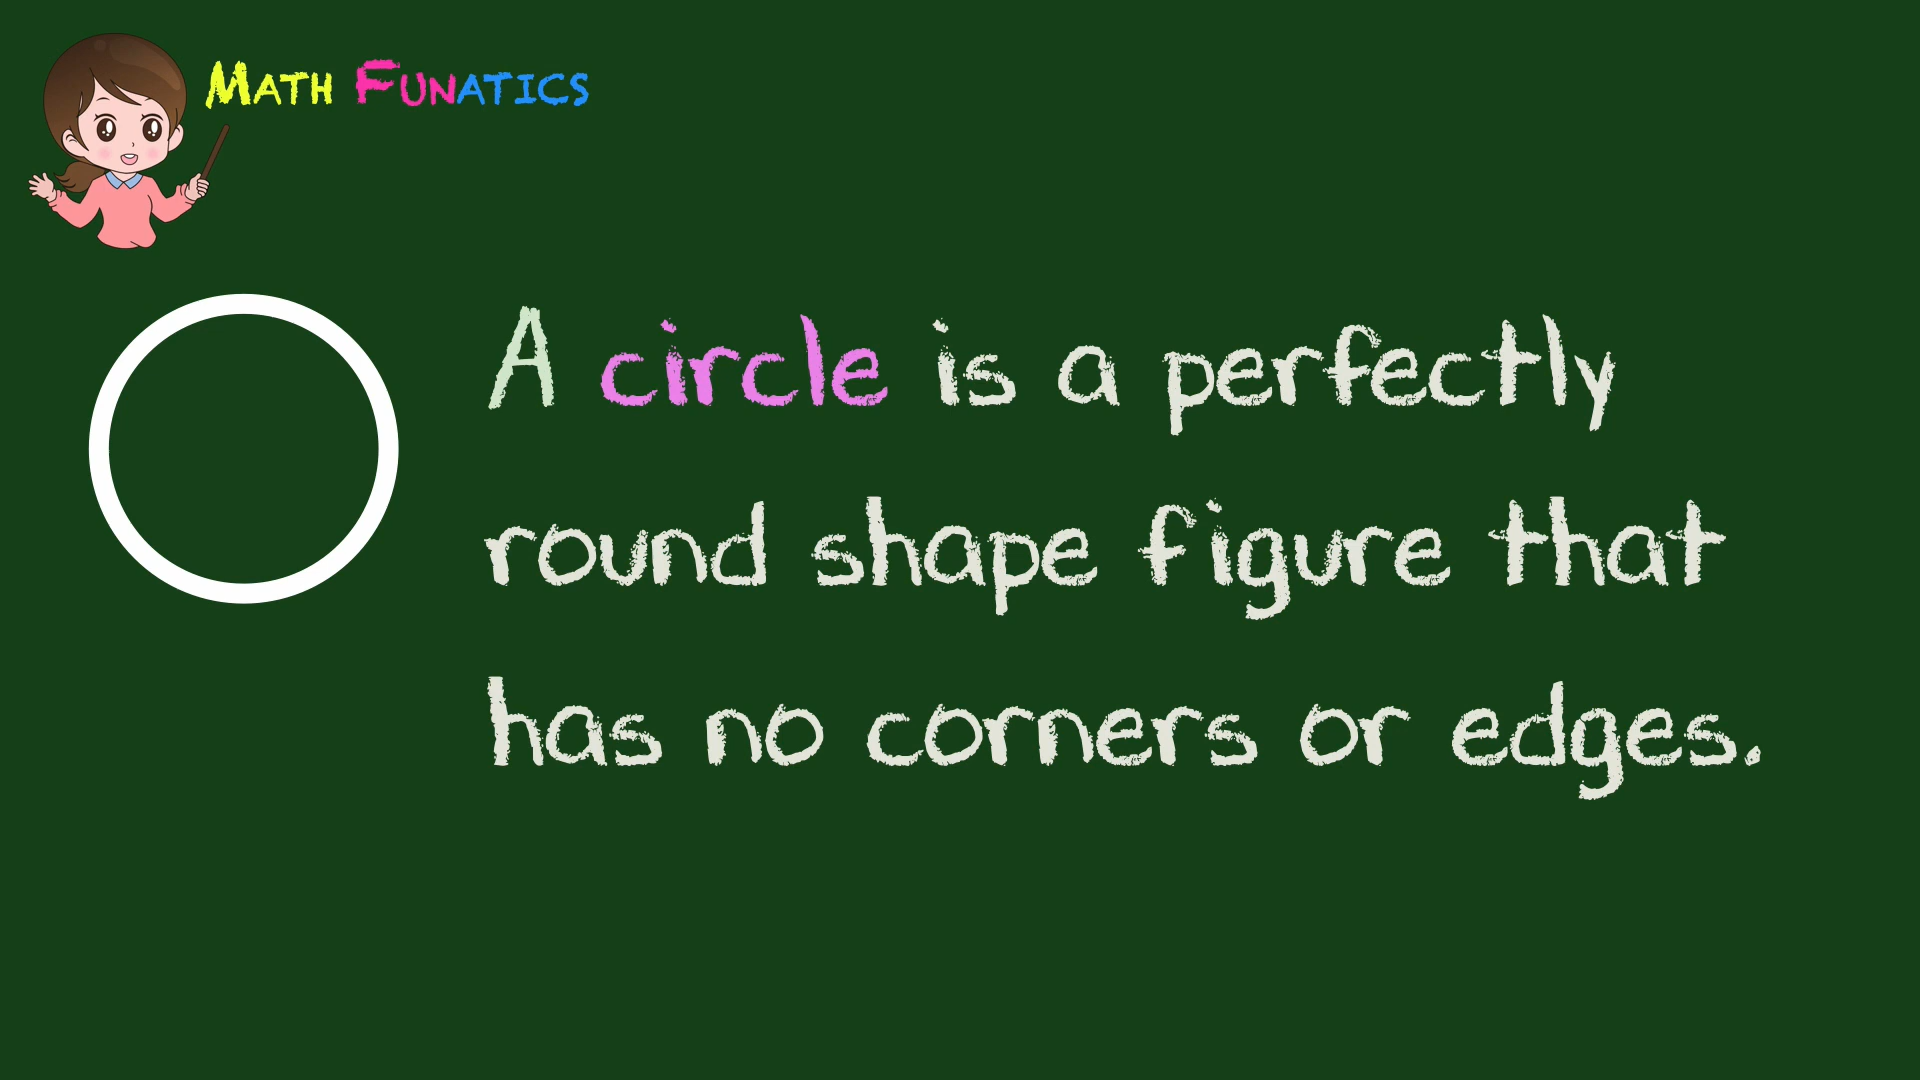 Math Funatics
A circle is a perfectly
round shape figure that
has no corners or edges.